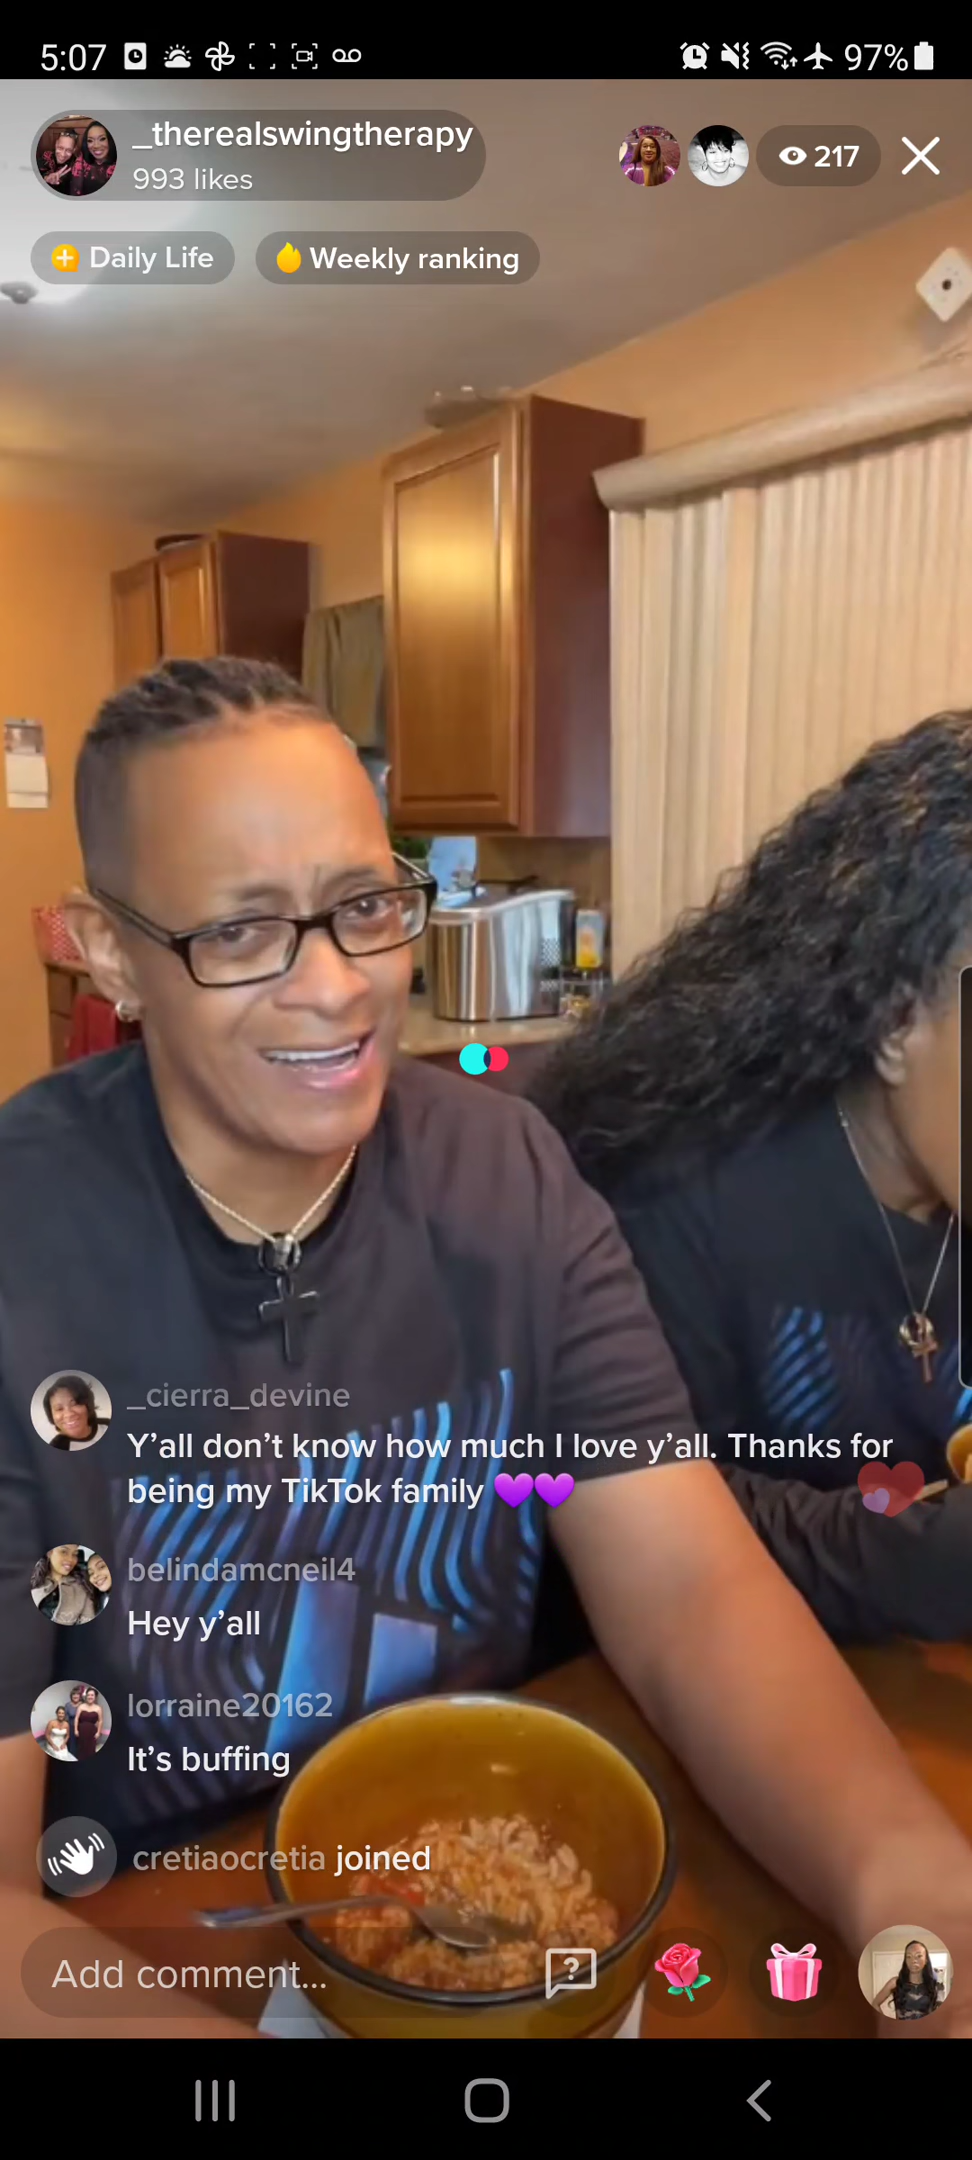 5:07
97%
_therealswingtherapy
993 likes
217
Daily Life
Weekly ranking
_cierra_devine
Y’all don’t know how much I love y’all. Thanks for
being my TikTok family 💜💜
belindamcneil4
Hey y’all
lorraine20162
It’s buffing
cretiaocretia joined
Add comment...